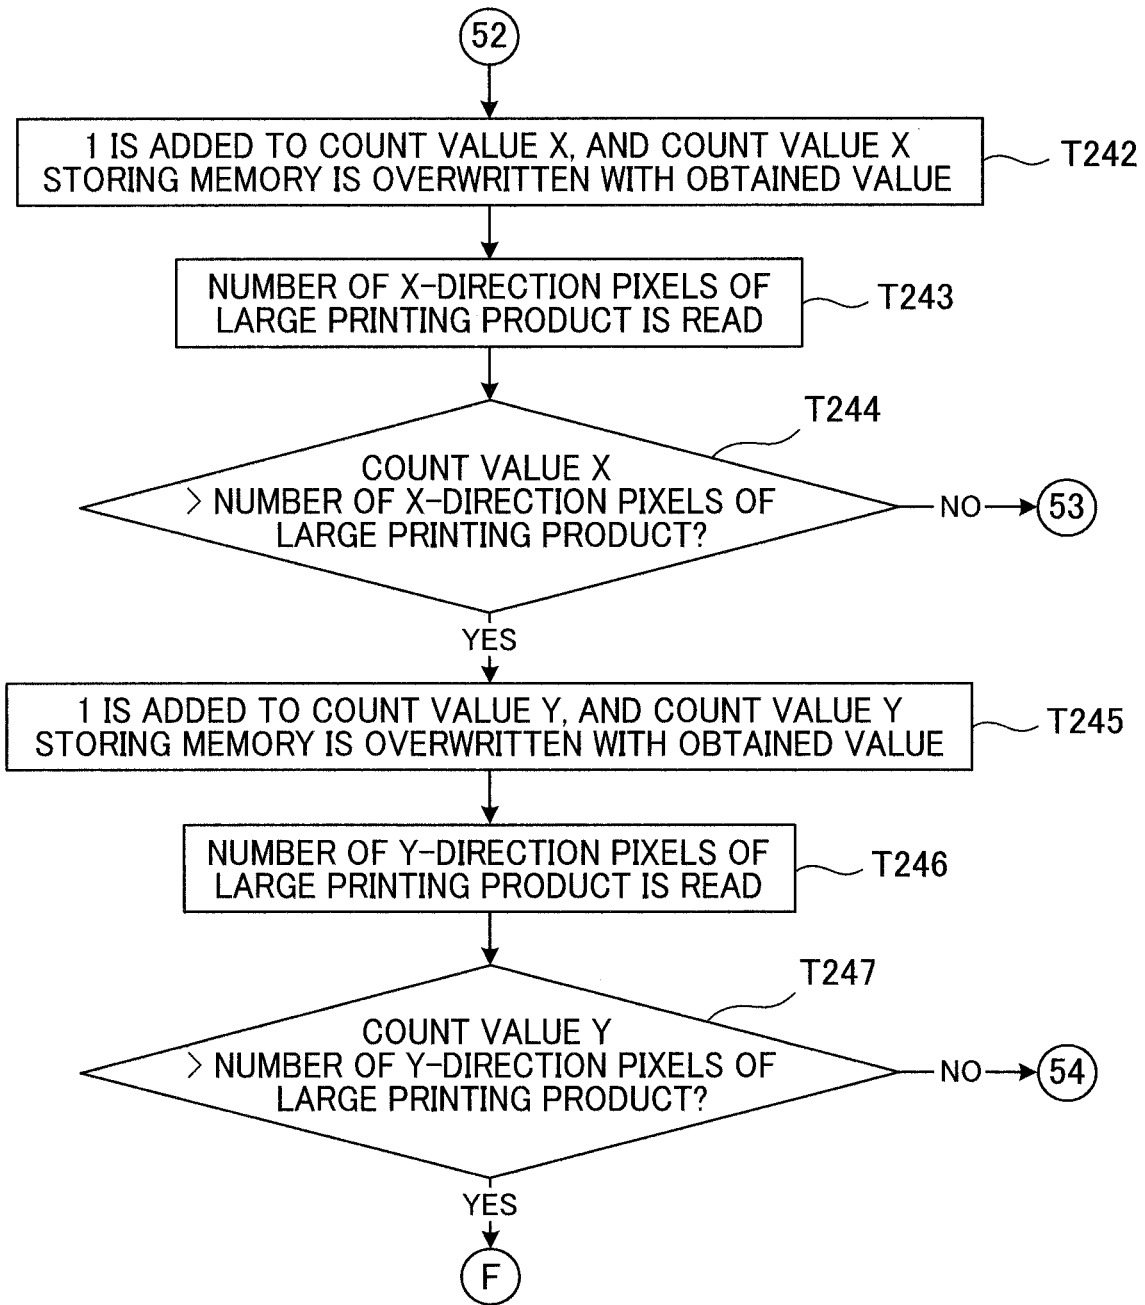 52
1 IS ADDED TO COUNT VALUE X, AND COUNT VALUE X
STORING MEMORY IS OVERWRITTEN WITH OBTAINED VALUE
T242
NUMBER OF X-DIRECTION PIXELS OF
LARGE PRINTING PRODUCT IS READ
T243
T244
COUNT VALUE X
> NUMBER OF X-DIRECTION PIXELS OF
LARGE PRINTING PRODUCT?
NO
53
YES
1 IS ADDED TO COUNT VALUE Y, AND COUNT VALUE Y
STORING MEMORY IS OVERWRITTEN WITH OBTAINED VALUE
T245
NUMBER OF Y-DIRECTION PIXELS OF
LARGE PRINTING PRODUCT IS READ
T246
T247
COUNT VALUE Y
> NUMBER OF Y-DIRECTION PIXELS OF
LARGE PRINTING PRODUCT?
NO
54
YES
F